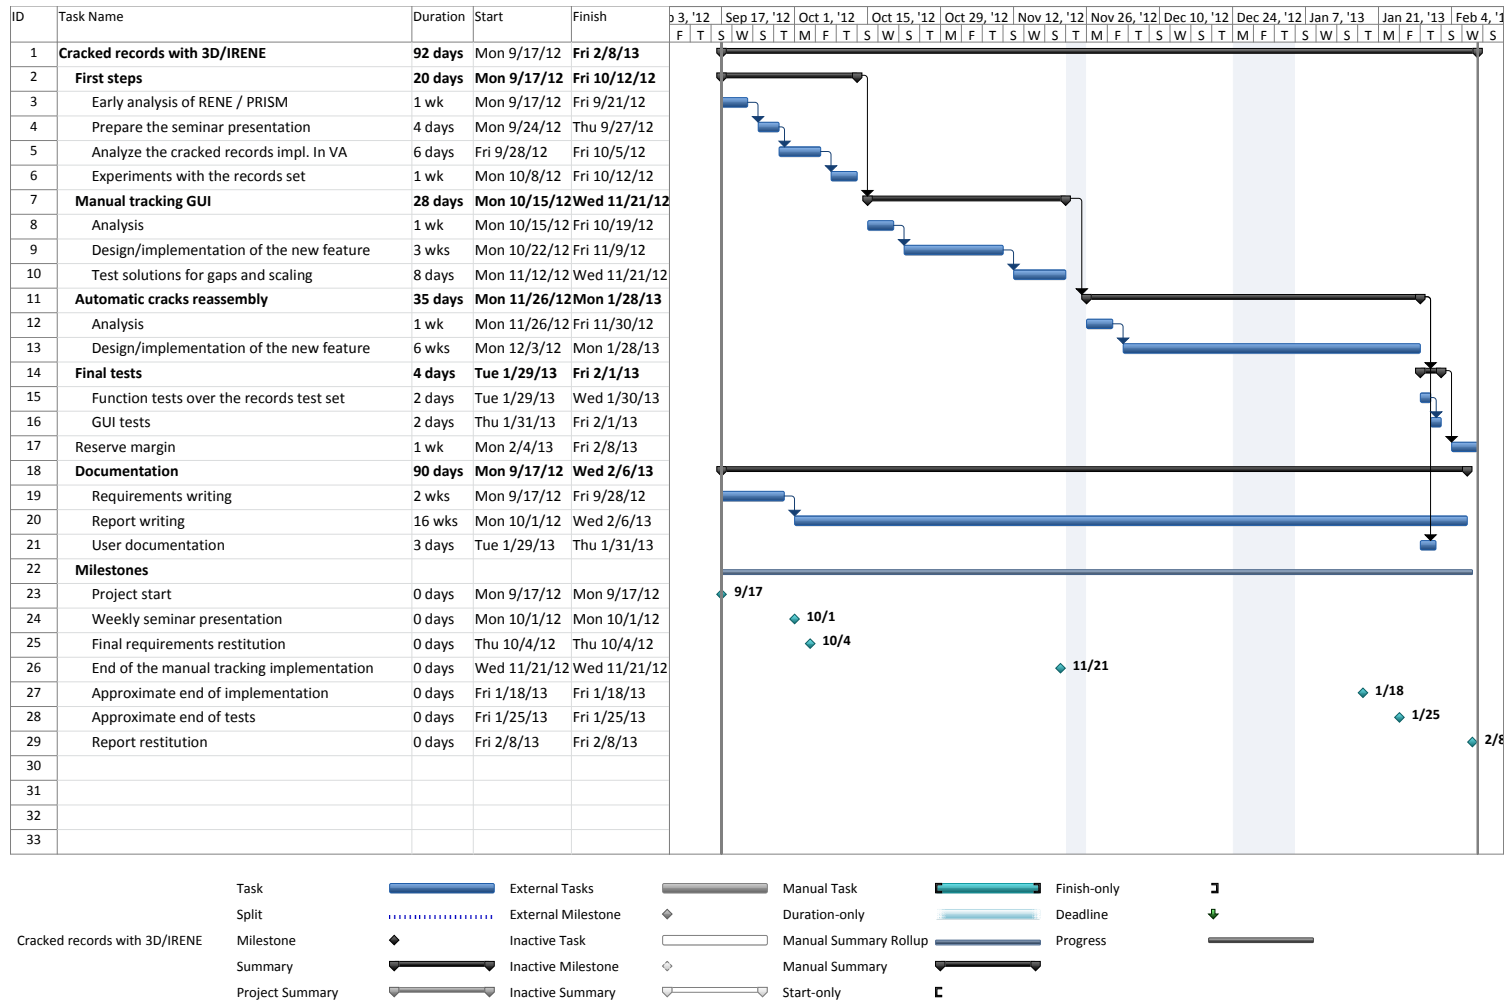 ID Task Name Duration Start Finish p 3, '12 Sep 17, '12 Oct 1, '12 Oct 15, '12 Oct 29, '12 Nov 12, '12 Nov 26, '12 Dec 10, '12 Dec 24, '12 Jan 7, '13 Jan 21, '13 Feb 4, '1
F T S W S T M F T S W S T M F T S W S T M F T S W S T M F T S W S T M F T S W S
1 Cracked records with 3D/IRENE 92 days Mon 9/17/12 Fri 2/8/13
2 First steps 20 days Mon 9/17/12 Fri 10/12/12
3 Early analysis of RENE / PRISM 1 wk Mon 9/17/12 Fri 9/21/12
4 Prepare the seminar presentation 4 days Mon 9/24/12 Thu 9/27/12
5 Analyze the cracked records impl. In VA 6 days Fri 9/28/12 Fri 10/5/12
6 Experiments with the records set 1 wk Mon 10/8/12 Fri 10/12/12
7 Manual tracking GUI 28 days Mon 10/15/12 Wed 11/21/12
8 Analysis 1 wk Mon 10/15/12 Fri 10/19/12
9 Design/implementation of the new feature 3 wks Mon 10/22/12 Fri 11/9/12
10 Test solutions for gaps and scaling 8 days Mon 11/12/12 Wed 11/21/12
11 Automatic cracks reassembly 35 days Mon 11/26/12 Mon 1/28/13
12 Analysis 1 wk Mon 11/26/12 Fri 11/30/12
13 Design/implementation of the new feature 6 wks Mon 12/3/12 Mon 1/28/13
14 Final tests 4 days Tue 1/29/13 Fri 2/1/13
15 Function tests over the records test set 2 days Tue 1/29/13 Wed 1/30/13
16 GUI tests 2 days Thu 1/31/13 Fri 2/1/13
17 Reserve margin 1 wk Mon 2/4/13 Fri 2/8/13
18 Documentation 90 days Mon 9/17/12 Wed 2/6/13
19 Requirements writing 2 wks Mon 9/17/12 Fri 9/28/12
20 Report writing 16 wks Mon 10/1/12 Wed 2/6/13
21 User documentation 3 days Tue 1/29/13 Thu 1/31/13
22 Milestones
23 Project start 0 days Mon 9/17/12 Mon 9/17/12 9/17
24 Weekly seminar presentation 0 days Mon 10/1/12 Mon 10/1/12 10/1
25 Final requirements restitution 0 days Thu 10/4/12 Thu 10/4/12 10/4
26 End of the manual tracking implementation 0 days Wed 11/21/12 Wed 11/21/12 11/21
27 Approximate end of implementation 0 days Fri 1/18/13 Fri 1/18/13 1/18
28 Approximate end of tests 0 days Fri 1/25/13 Fri 1/25/13 1/25
29 Report restitution 0 days Fri 2/8/13 Fri 2/8/13 2/8
30
31
32
33
Task External Tasks Manual Task Finish-only
Split External Milestone Duration-only Deadline
Cracked records with 3D/IRENE Milestone Inactive Task Manual Summary Rollup Progress
Summary Inactive Milestone Manual Summary
Project Summary Inactive Summary Start-only